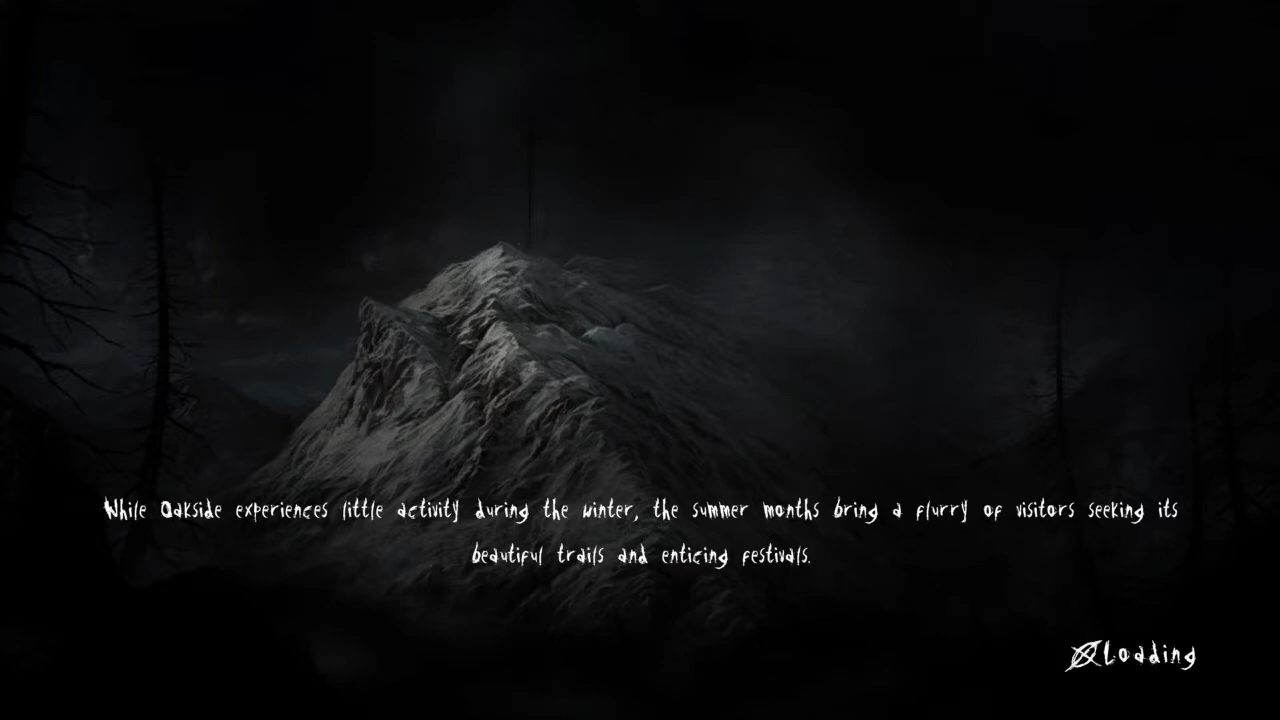 While Oakside experiences little activity during the winter, the summer months bring a flurry of visitors seeking its
beautiful trails and enticing festivals.
Loading